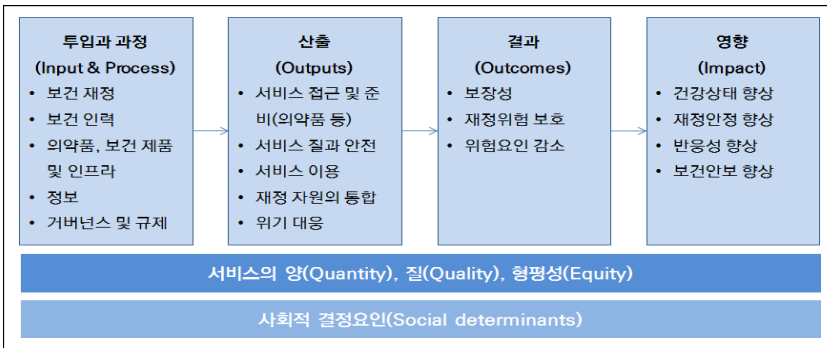 투입과 과정
(Input & Process)
• 보건 재정
• 보건 인력
• 의약품, 보건 제품
및 인프라
• 정보
• 거버넌스 및 규제
산출
(Outputs)
• 서비스 접근 및 준
비(의약품 등)
• 서비스 질과 안전
• 서비스 이용
• 재정 자원의 통합
• 위기 대응
결과
(Outcomes)
• 보장성
• 재정위험 보호
• 위험요인 감소
영향
(Impact)
• 건강상태 향상
• 재정안정 향상
• 반응성 향상
• 보건안보 향상
서비스의 양(Quantity), 질(Quality), 형평성(Equity)
사회적 결정요인(Social determinants)